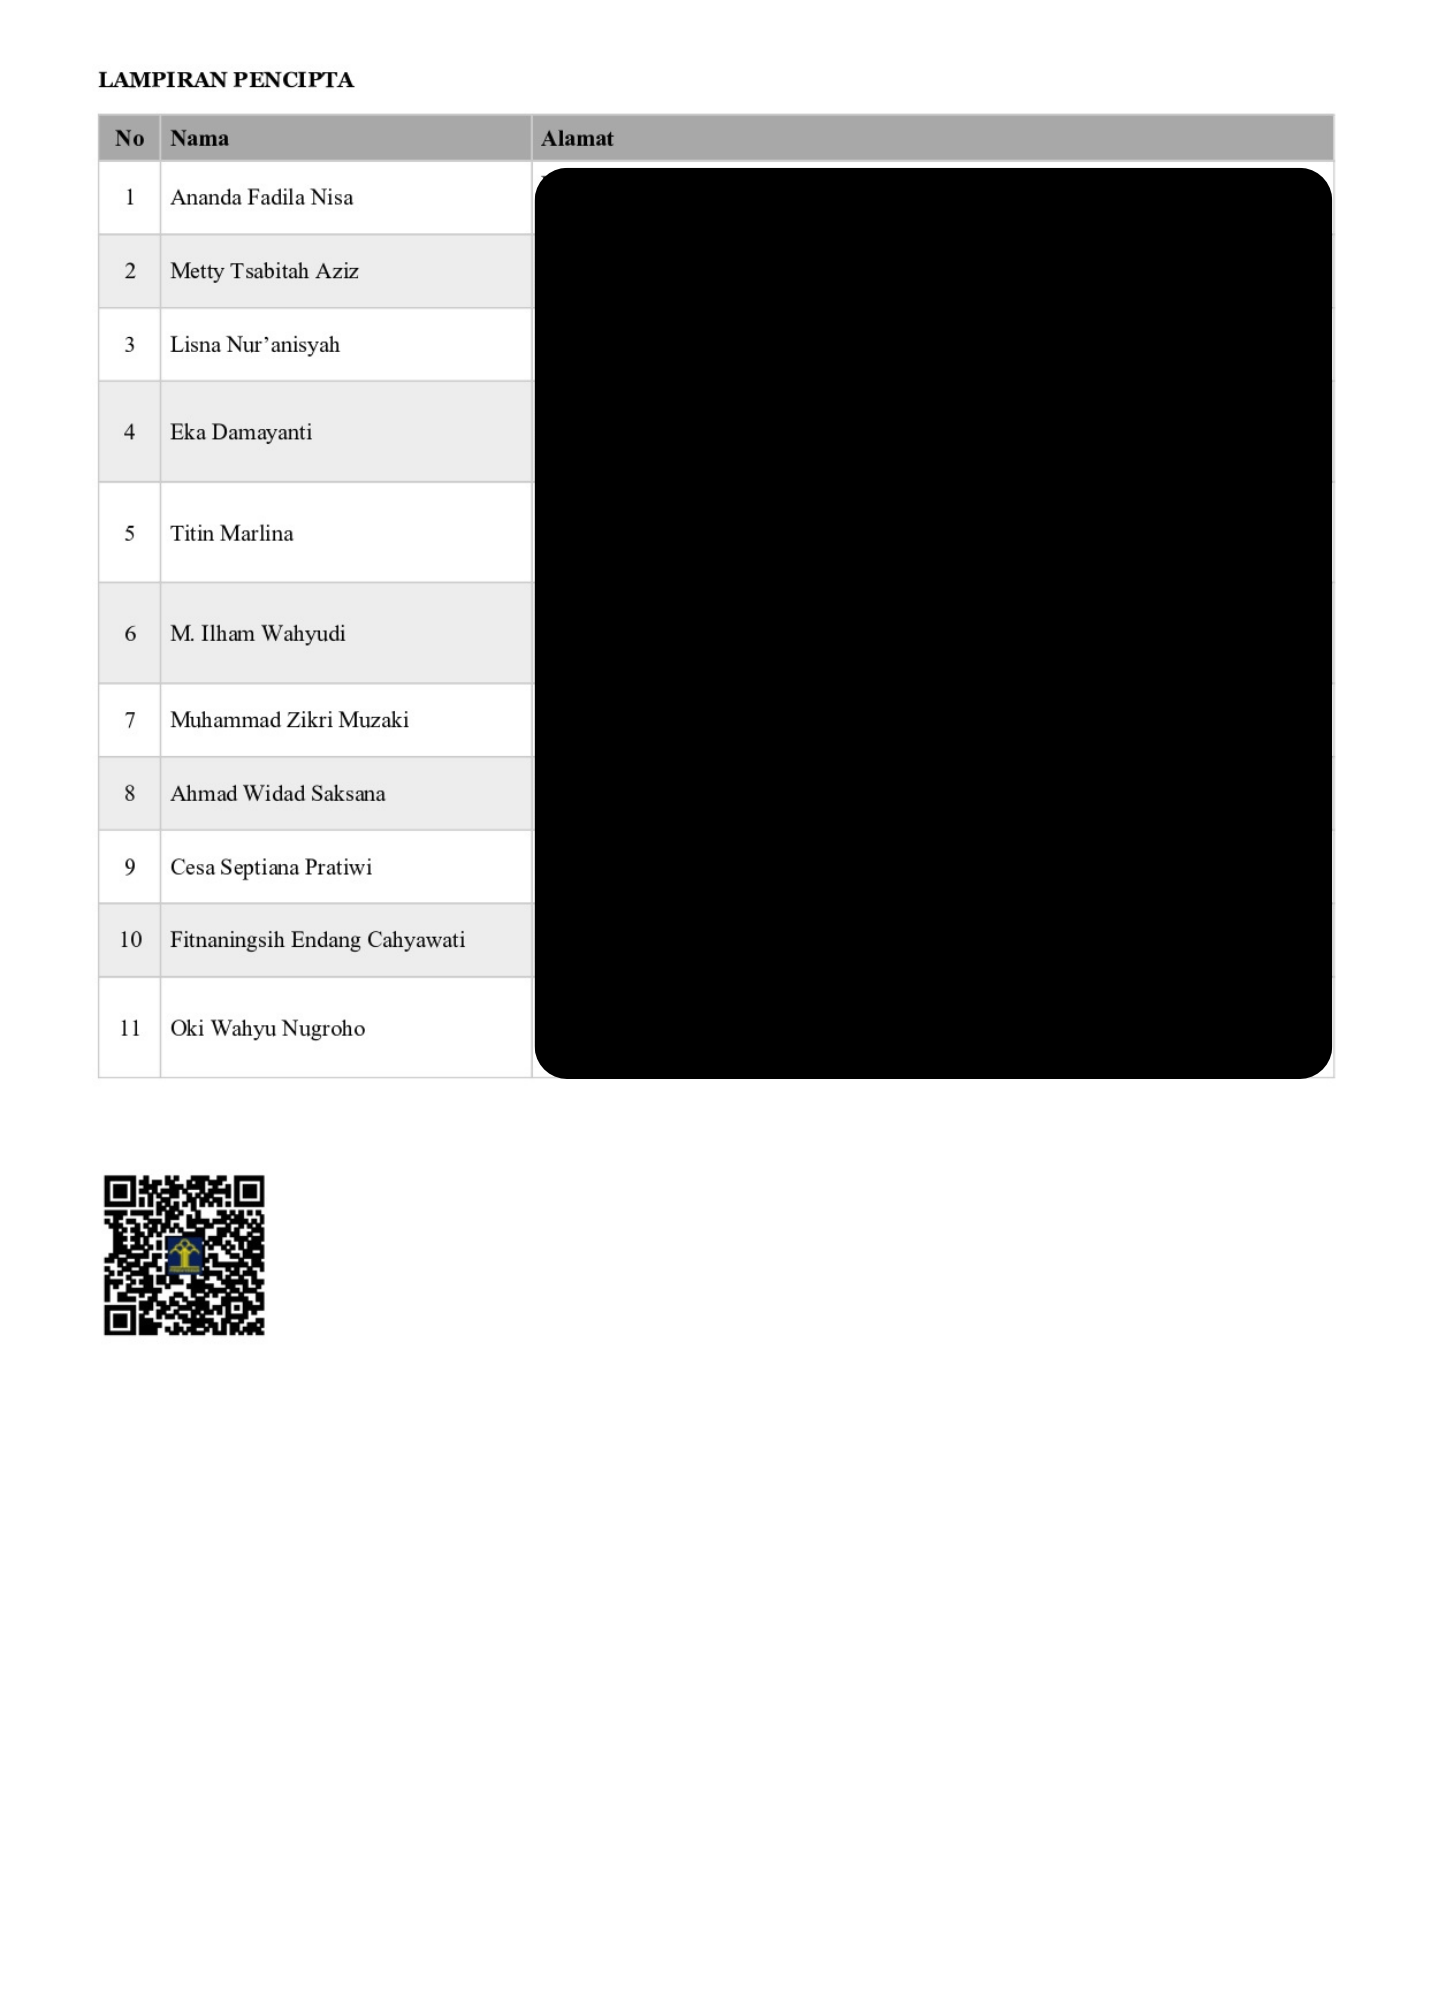 LAMPIRAN PENCIPTA
No Nama Alamat
1 Ananda Fadila Nisa
2 Metty Tsabitah Aziz
3 Lisna Nur’anisyah
4 Eka Damayanti
5 Titin Marlina
6 M. Ilham Wahyudi
7 Muhammad Zikri Muzaki
8 Ahmad Widad Saksana
9 Cesa Septiana Pratiwi
10 Fitnaningsih Endang Cahyawati
11 Oki Wahyu Nugroho